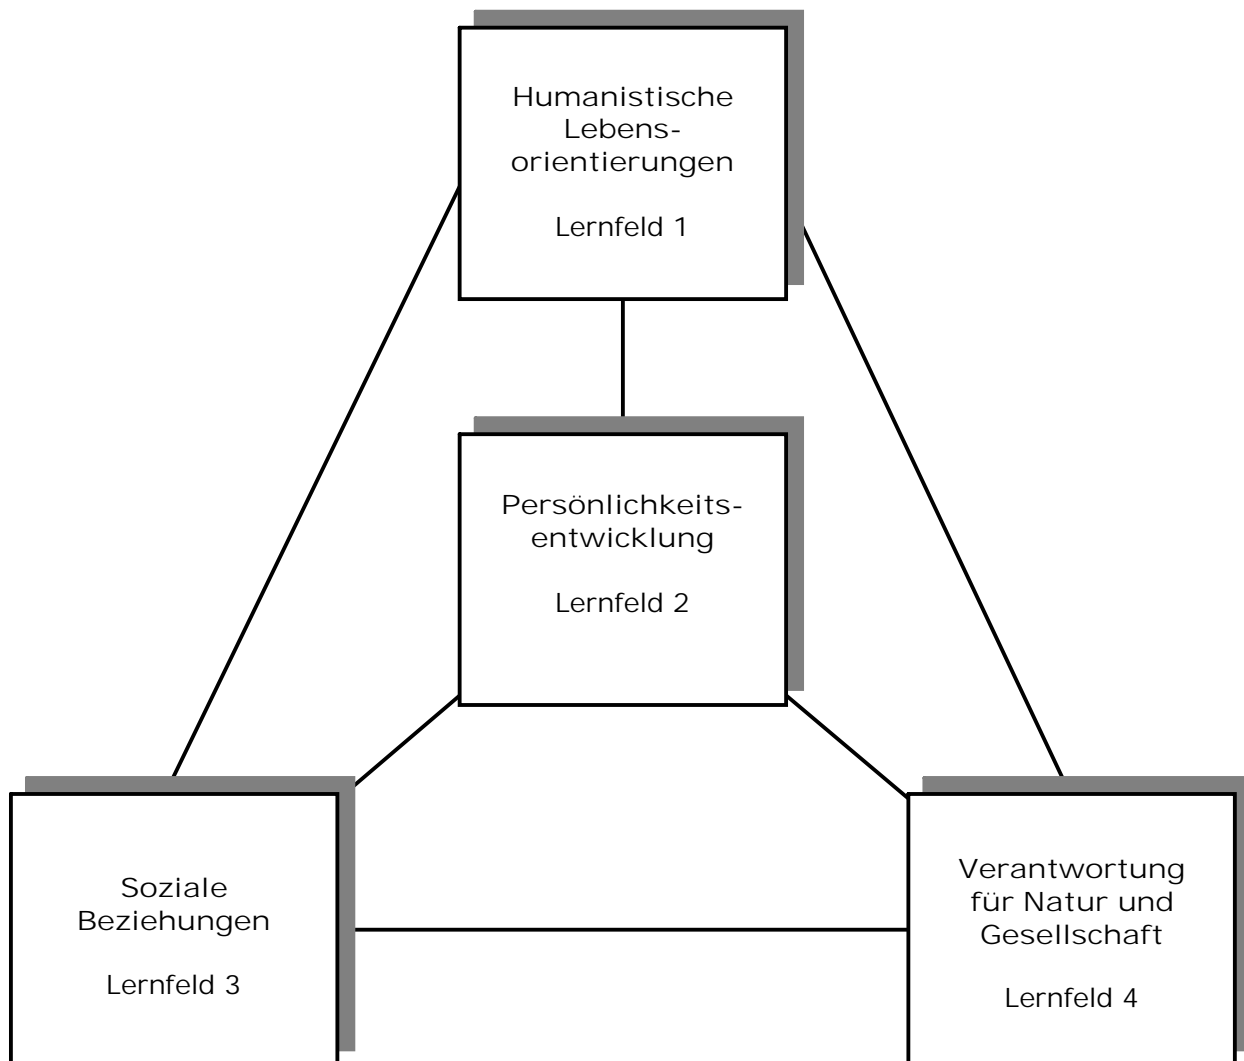 Humanistische
Lebens-
orientierungen
Lernfeld 1
Persönlichkeits-
entwicklung
Lernfeld 2
Soziale
Beziehungen
Lernfeld 3
Verantwortung
für Natur und
Gesellschaft
Lernfeld 4